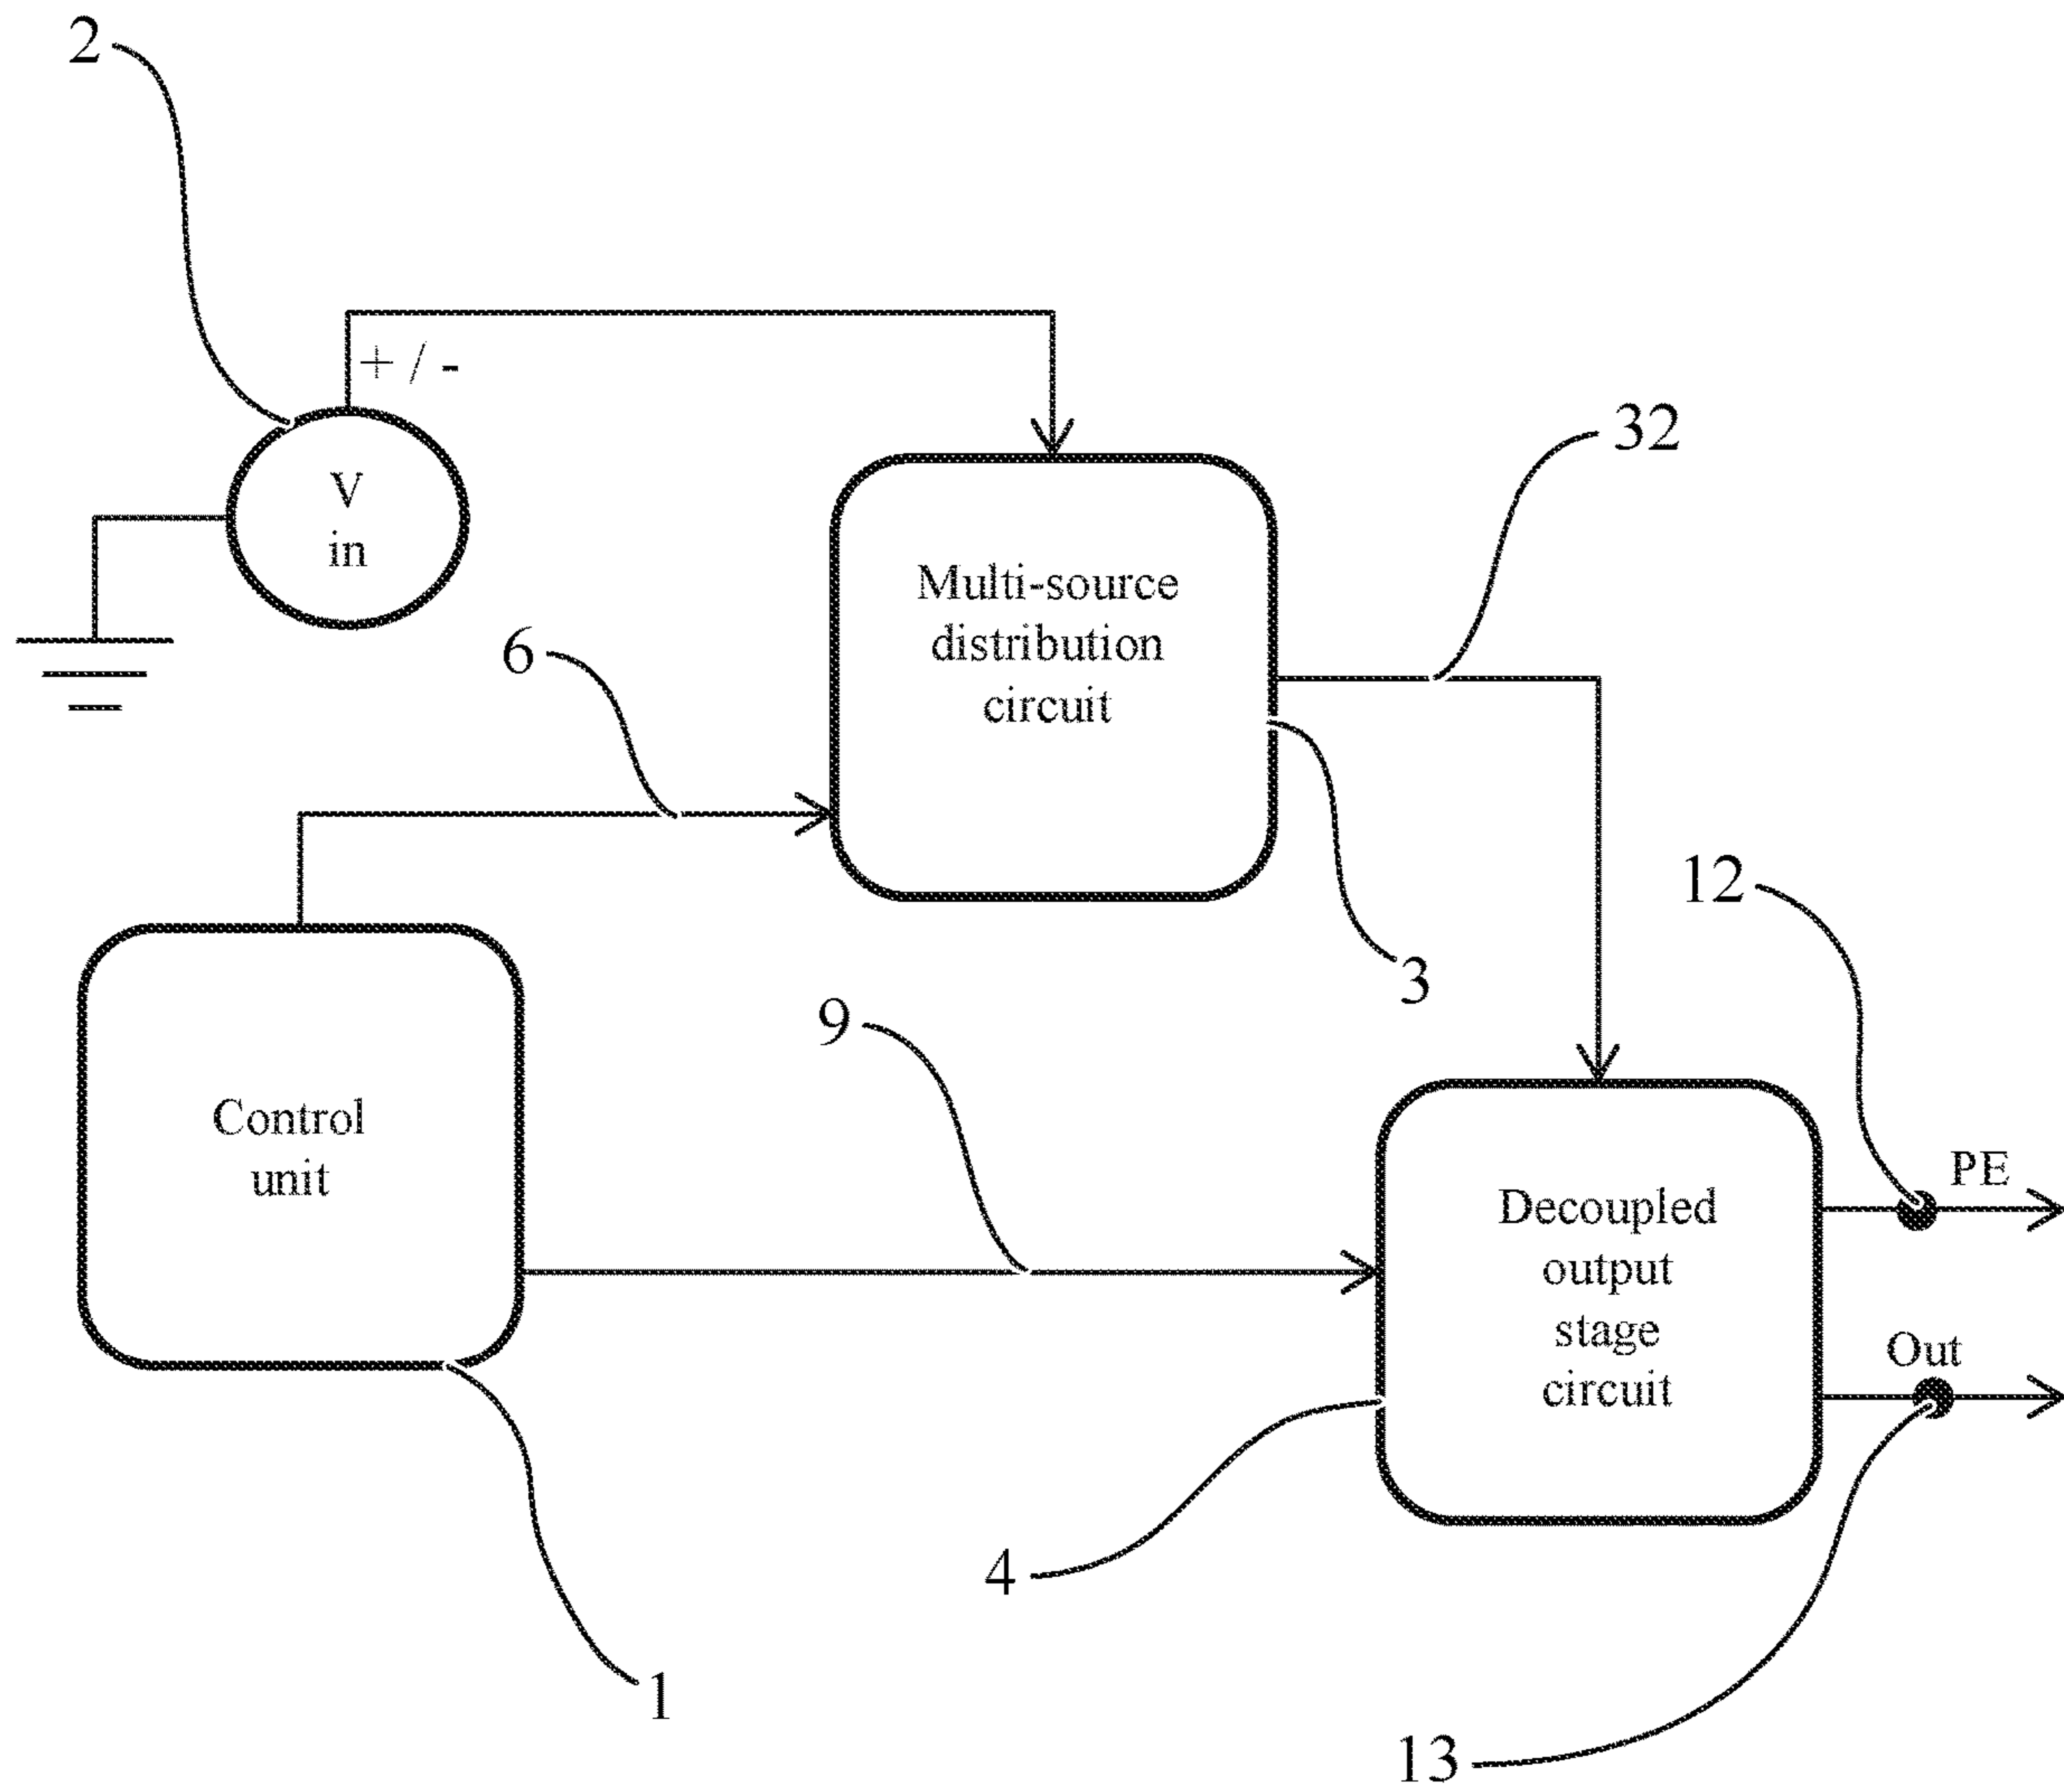 2
+ / -
32
V
in
Multi-source
distribution
circuit
6
12
3
9
Control
unit
PE
Decoupled
output
stage
circuit
Out
4
1
13